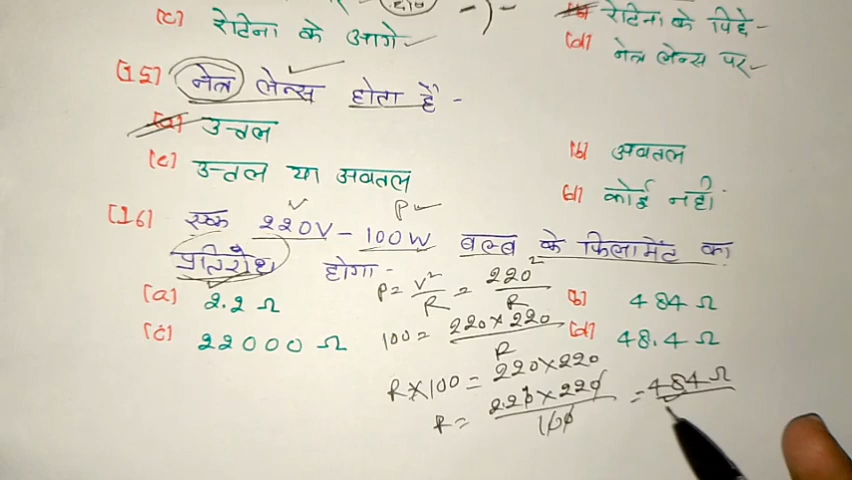 (c) रेटिना के आगे
(b) रेटिना के पिछे
(d) नेत्र लेन्स पर
[15] नेत्र लेन्स होता है -
(a) उत्तल
(b) अवतल
(c) उत्तल या अवतल
(d) कोई नही
[16] एक 220V - 100W बल्ब के फिलामेंट का
P
प्रतिरोध होगा -
P = V²/R = 220²/R
(a) 2.2 Ω
(b) 484 Ω
(c) 22000 Ω
(d) 48.4 Ω
100 = 220 × 220 / R
R × 100 = 220 × 220
R = 220 × 220 / 100 = 484 Ω